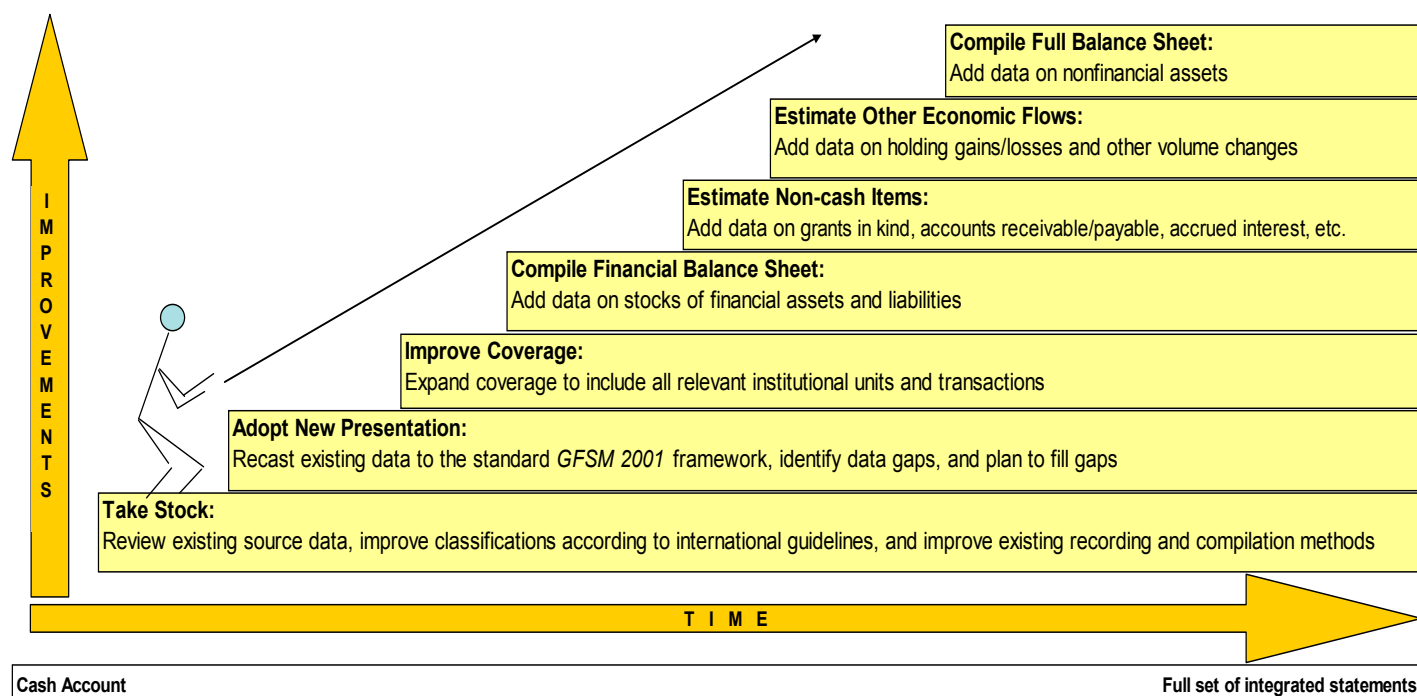 Compile Full Balance Sheet:
Add data on nonfinancial assets
Estimate Other Economic Flows:
Add data on holding gains/losses and other volume changes
Estimate Non-cash Items:
Add data on grants in kind, accounts receivable/payable, accrued interest, etc.
Compile Financial Balance Sheet:
Add data on stocks of financial assets and liabilities
Improve Coverage:
Expand coverage to include all relevant institutional units and transactions
Adopt New Presentation:
Recast existing data to the standard GFSM 2001 framework, identify data gaps, and plan to fill gaps
Take Stock:
Review existing source data, improve classifications according to international guidelines, and improve existing recording and compilation methods
IMPROVEMENTS
TIME
Cash Account
Full set of integrated statements